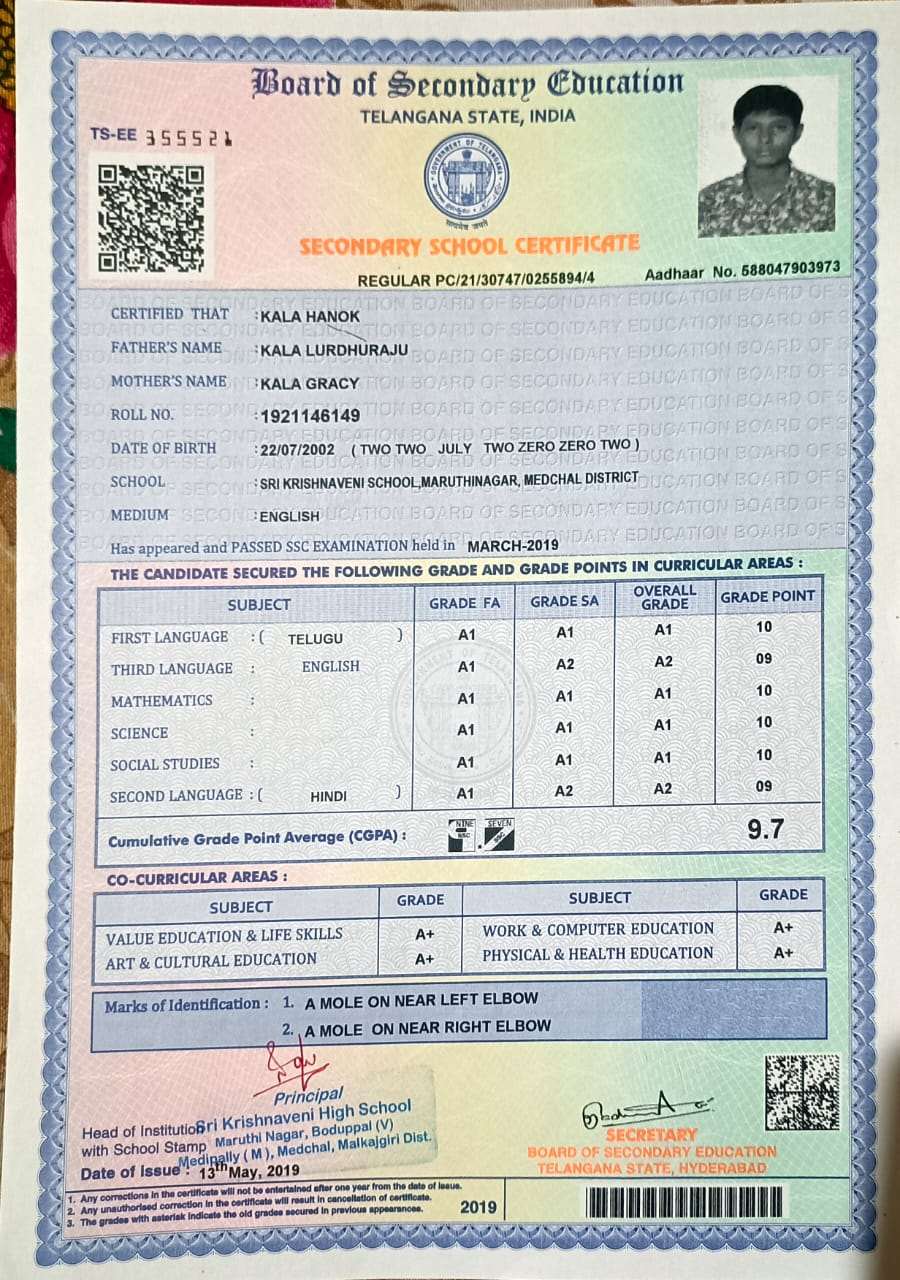 Board of Secondary Education
TELANGANA STATE, INDIA
TS-EE 355521
GOVERNMENT OF TELANGANA
सत्यमेव जयते
SECONDARY SCHOOL CERTIFICATE
REGULAR PC/21/30747/0255894/4
Aadhaar No. 588047903973
CERTIFIED THAT : KALA HANOK
FATHER'S NAME : KALA LURDHURAJU
MOTHER'S NAME : KALA GRACY
ROLL NO. : 1921146149
DATE OF BIRTH : 22/07/2002 ( TWO TWO JULY TWO ZERO ZERO TWO )
SCHOOL : SRI KRISHNAVENI SCHOOL,MARUTHINAGAR, MEDCHAL DISTRICT
MEDIUM : ENGLISH
Has appeared and PASSED SSC EXAMINATION held in MARCH-2019
THE CANDIDATE SECURED THE FOLLOWING GRADE AND GRADE POINTS IN CURRICULAR AREAS :
SUBJECT GRADE FA GRADE SA OVERALL GRADE GRADE POINT
FIRST LANGUAGE : ( TELUGU ) A1 A1 A1 10
THIRD LANGUAGE : ENGLISH A1 A2 A2 09
MATHEMATICS : A1 A1 A1 10
SCIENCE : A1 A1 A1 10
SOCIAL STUDIES : A1 A1 A1 10
SECOND LANGUAGE : ( HINDI ) A1 A2 A2 09
Cumulative Grade Point Average (CGPA) : NINE SSC . SEVEN SSC 9.7
CO-CURRICULAR AREAS :
SUBJECT GRADE SUBJECT GRADE
VALUE EDUCATION & LIFE SKILLS A+ WORK & COMPUTER EDUCATION A+
ART & CULTURAL EDUCATION A+ PHYSICAL & HEALTH EDUCATION A+
Marks of Identification : 1. A MOLE ON NEAR LEFT ELBOW
2. A MOLE ON NEAR RIGHT ELBOW
Principal
Sri Krishnaveni High School
Maruthi Nagar, Boduppal (V)
Medipally ( M ), Medchal, Malkajgiri Dist.
Head of Institution
with School Stamp
Date of Issue : 13th May, 2019
SECRETARY
BOARD OF SECONDARY EDUCATION
TELANGANA STATE, HYDERABAD
1. Any corrections in the certificate will not be entertained after one year from the date of issue.
2. Any unauthorised correction in the certificate will result in cancellation of certificate.
3. The grades with asterisk indicate the old grades secured in previous appearances.
2019